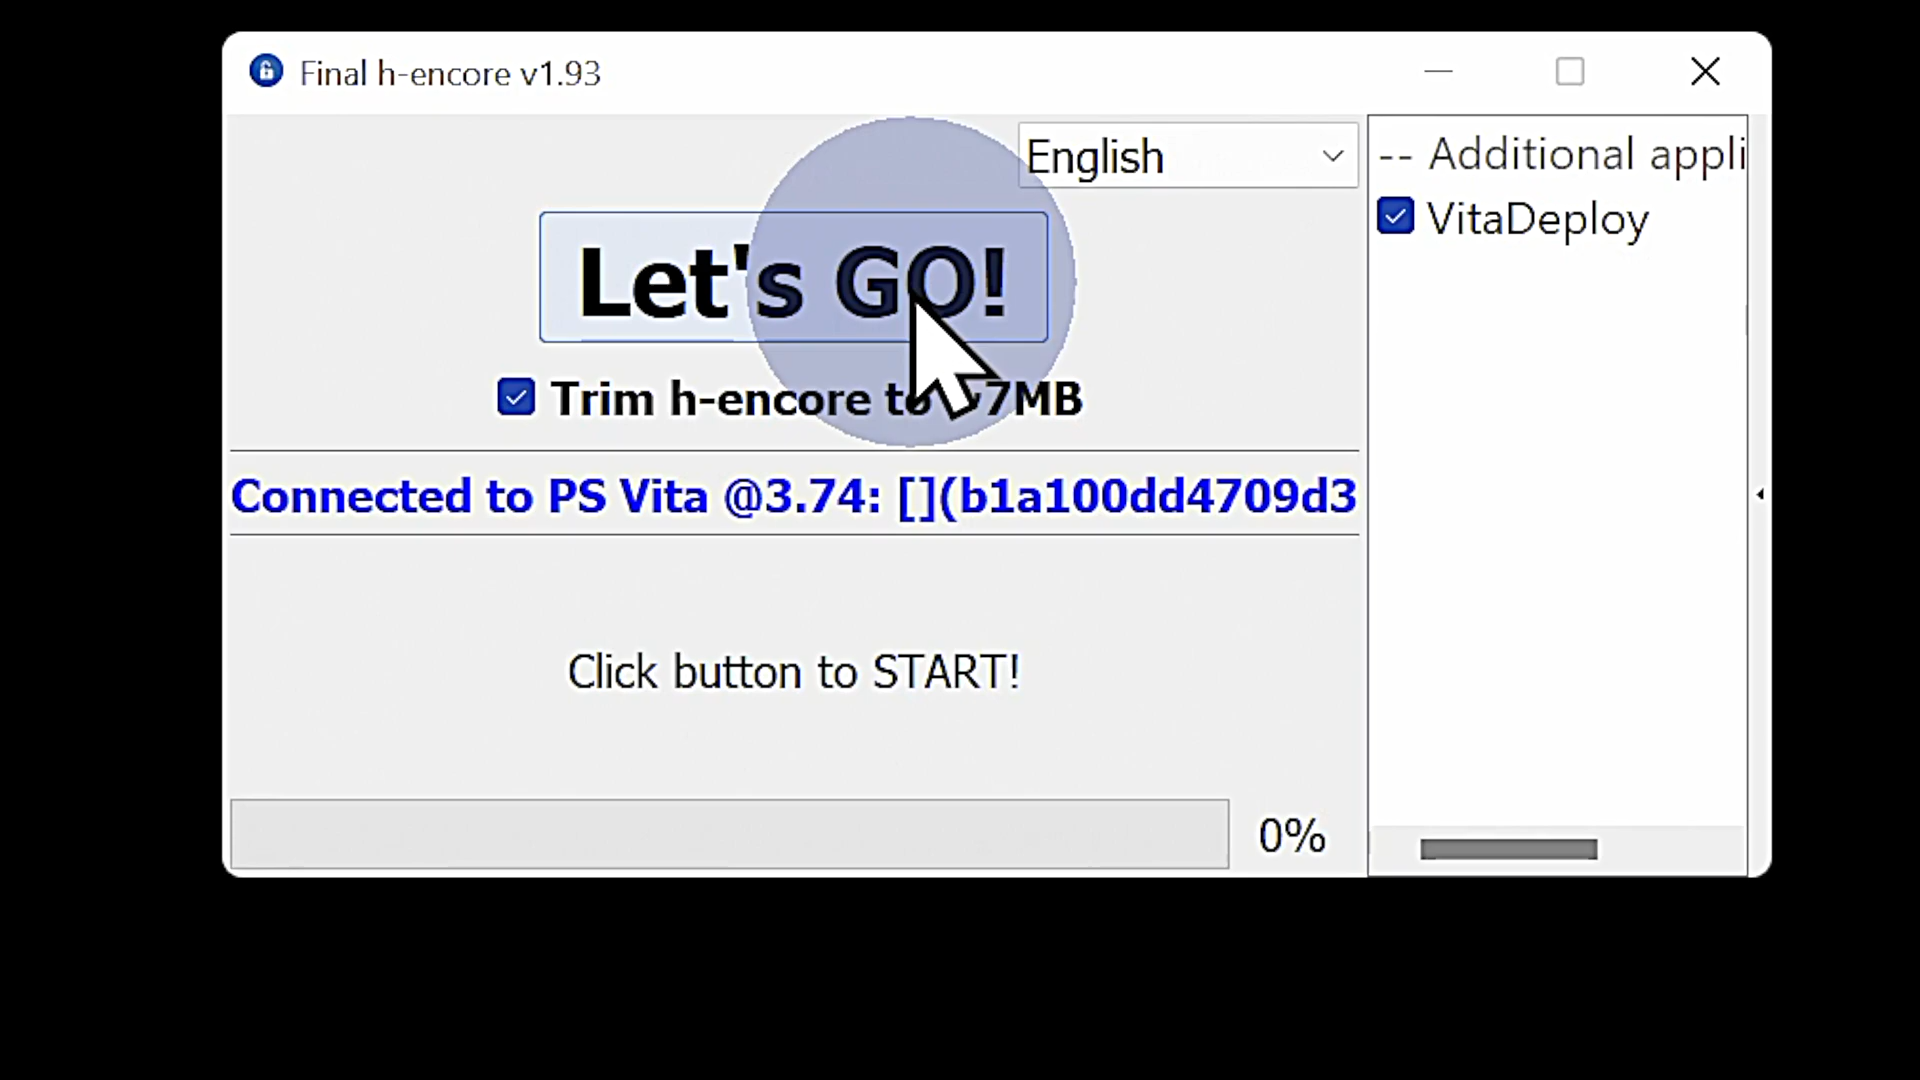 Final h-encore v1.93
English
Let's GO!
Trim h-encore to 7MB
Connected to PS Vita @3.74: [](b1a100dd4709d3
Click button to START!
0%
-- Additional appli
VitaDeploy